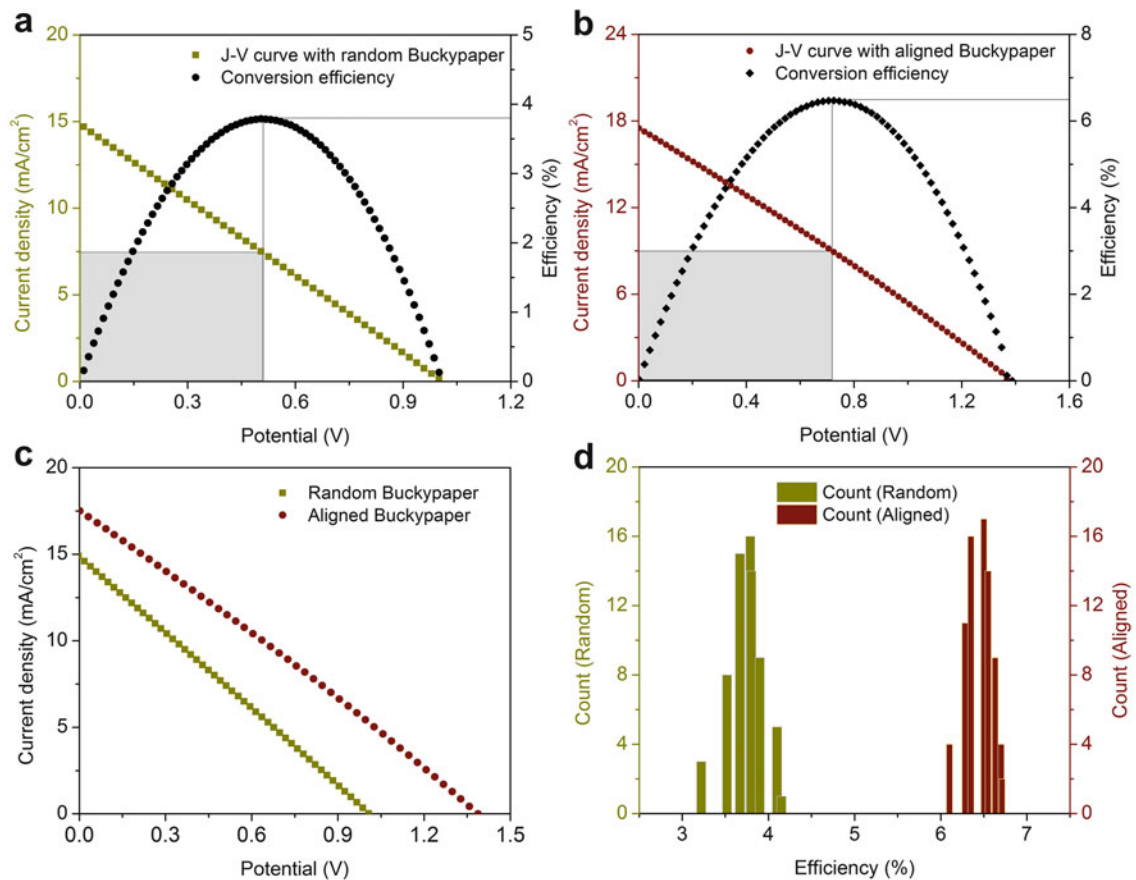 a
J-V curve with random Buckypaper
Conversion efficiency
Current density (mA/cm²)
20
15
10
5
0
Efficiency (%)
5
4
3
2
1
0
0.0 0.3 0.6 0.9 1.2
Potential (V)
b
J-V curve with aligned Buckypaper
Conversion efficiency
Current density (mA/cm²)
24
18
12
6
0
Efficiency (%)
8
6
4
2
0
0.0 0.4 0.8 1.2 1.6
Potential (V)
c
Random Buckypaper
Aligned Buckypaper
Current density (mA/cm²)
20
15
10
5
0
0.0 0.3 0.6 0.9 1.2 1.5
Potential (V)
d
Count (Random)
Count (Aligned)
Count (Random)
20
16
12
8
4
0
Count (Aligned)
20
16
12
8
4
0
3 4 5 6 7
Efficiency (%)